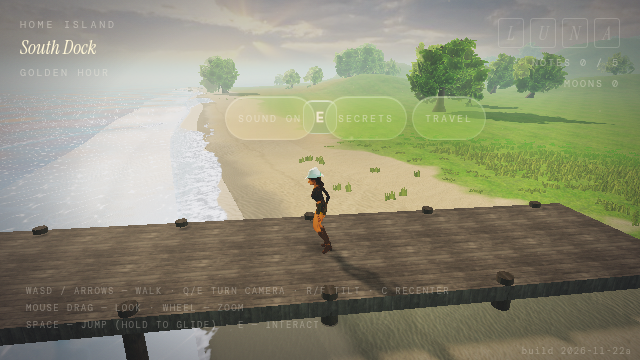 HOME ISLAND
South Dock
GOLDEN HOUR
LUNA
NOTES 0 / 5
MOONS 0
SOUND ON
E
SECRETS
TRAVEL
WASD / ARROWS — WALK · Q/E TURN CAMERA · R/F TILT · C RECENTER
MOUSE DRAG — LOOK · WHEEL — ZOOM
SPACE — JUMP (HOLD TO GLIDE) · E — INTERACT
build 2026-11-22a